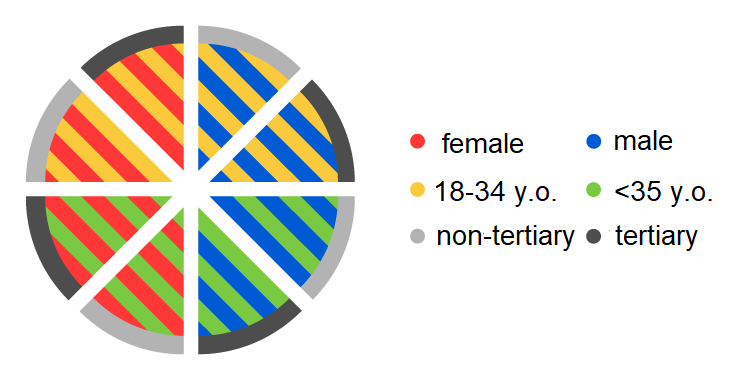 female male
18-34 y.o. <35 y.o.
non-tertiary tertiary